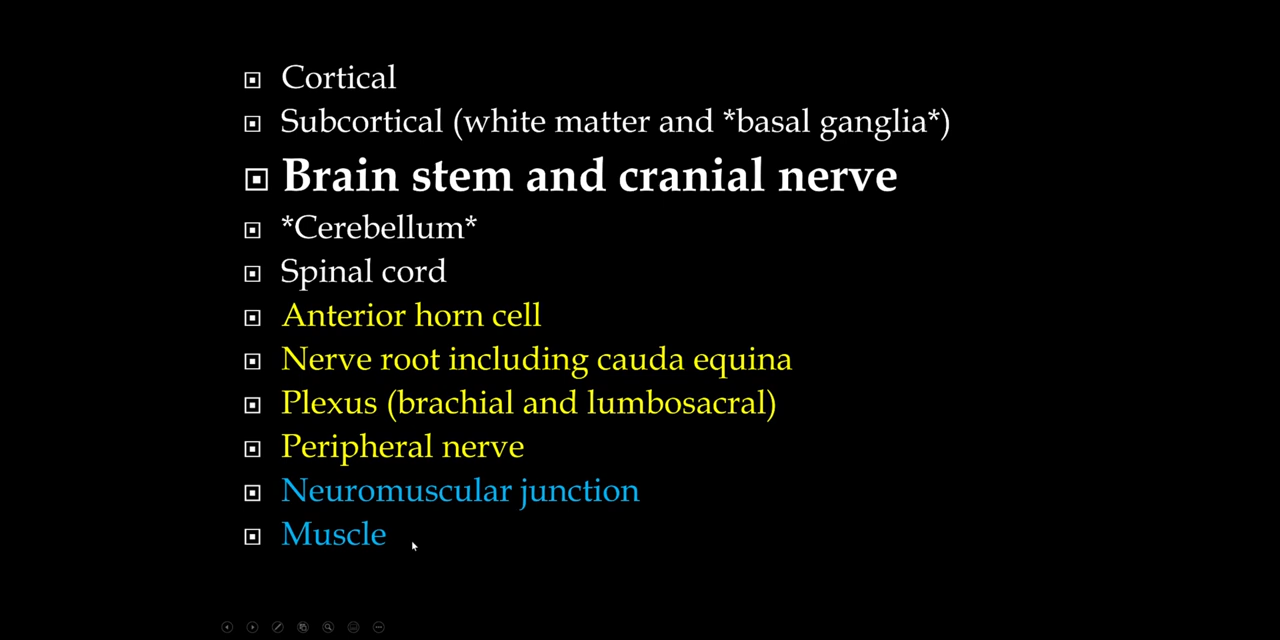 Cortical
Subcortical (white matter and *basal ganglia*)
Brain stem and cranial nerve
*Cerebellum*
Spinal cord
Anterior horn cell
Nerve root including cauda equina
Plexus (brachial and lumbosacral)
Peripheral nerve
Neuromuscular junction
Muscle